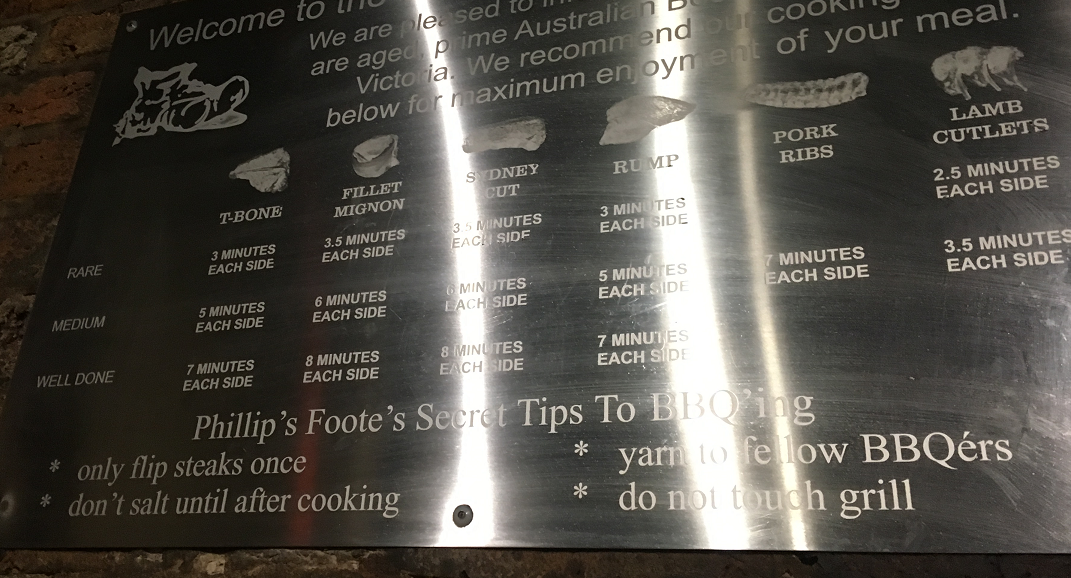 Welcome to the
We are pleased to
are aged, prime Australian
Victoria. We recommend our cooking
below for maximum enjoyment of your meal.
T-BONE FILLET MIGNON SYDNEY CUT RUMP PORK RIBS LAMB CUTLETS
RARE 3 MINUTES EACH SIDE 3.5 MINUTES EACH SIDE 3.5 MINUTES EACH SIDE 3 MINUTES EACH SIDE 2.5 MINUTES EACH SIDE
MEDIUM 5 MINUTES EACH SIDE 6 MINUTES EACH SIDE 6 MINUTES EACH SIDE 5 MINUTES EACH SIDE 7 MINUTES EACH SIDE 3.5 MINUTES EACH SIDE
WELL DONE 7 MINUTES EACH SIDE 8 MINUTES EACH SIDE 8 MINUTES EACH SIDE 7 MINUTES EACH SIDE
Phillip's Foote's Secret Tips To BBQ'ing
* only flip steaks once
* don't salt until after cooking
* yarn to fellow BBQérs
* do not touch grill